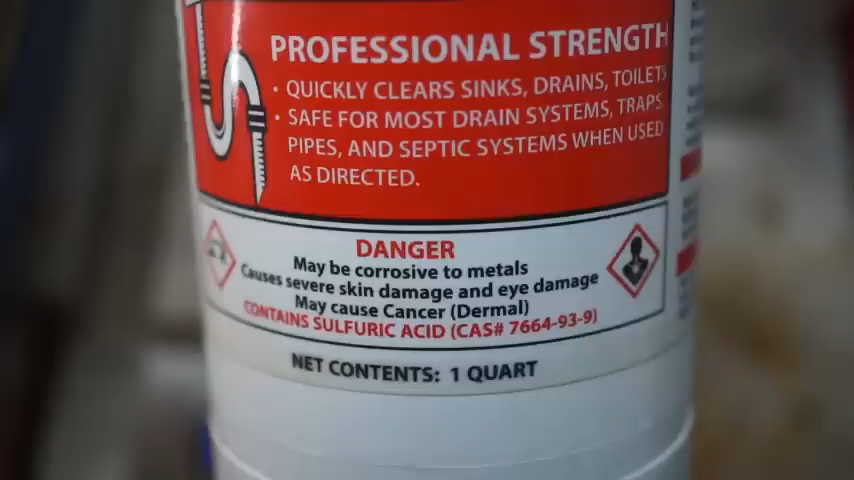 PROFESSIONAL STRENGTH
• QUICKLY CLEARS SINKS, DRAINS, TOILETS
• SAFE FOR MOST DRAIN SYSTEMS, TRAPS
PIPES, AND SEPTIC SYSTEMS WHEN USED
AS DIRECTED.
DANGER
May be corrosive to metals
Causes severe skin damage and eye damage
May cause Cancer (Dermal)
CONTAINS SULFURIC ACID (CAS# 7664-93-9)
NET CONTENTS: 1 QUART